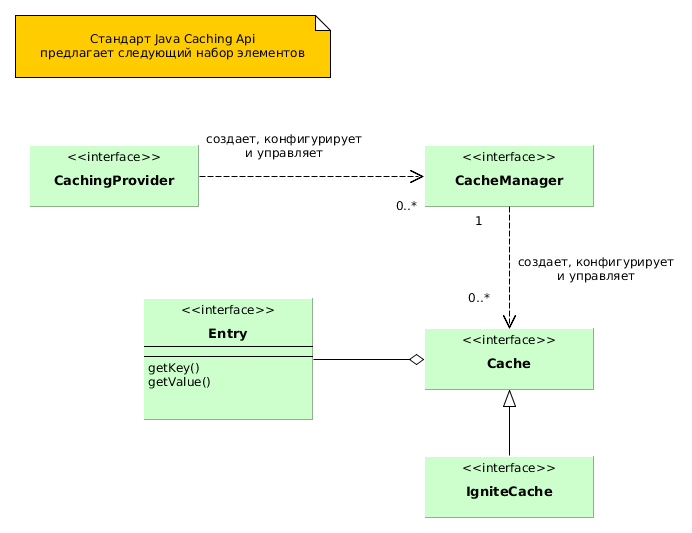 Стандарт Java Caching Api
предлагает следующий набор элементов
<<interface>>
CachingProvider
создает, конфигурирует
и управляет
0..*
<<interface>>
CacheManager
1
создает, конфигурирует
и управляет
0..*
<<interface>>
Entry
getKey()
getValue()
<<interface>>
Cache
<<interface>>
IgniteCache